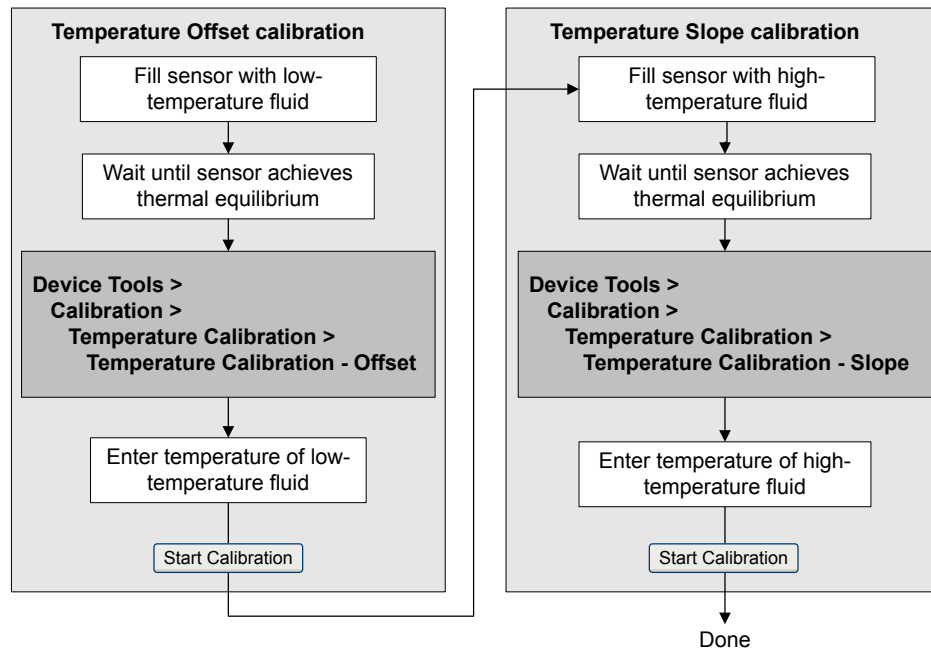 Temperature Offset calibration
Fill sensor with low-
temperature fluid
Wait until sensor achieves
thermal equilibrium
Device Tools >
Calibration >
Temperature Calibration >
Temperature Calibration - Offset
Enter temperature of low-
temperature fluid
Start Calibration
Temperature Slope calibration
Fill sensor with high-
temperature fluid
Wait until sensor achieves
thermal equilibrium
Device Tools >
Calibration >
Temperature Calibration >
Temperature Calibration - Slope
Enter temperature of high-
temperature fluid
Start Calibration
Done